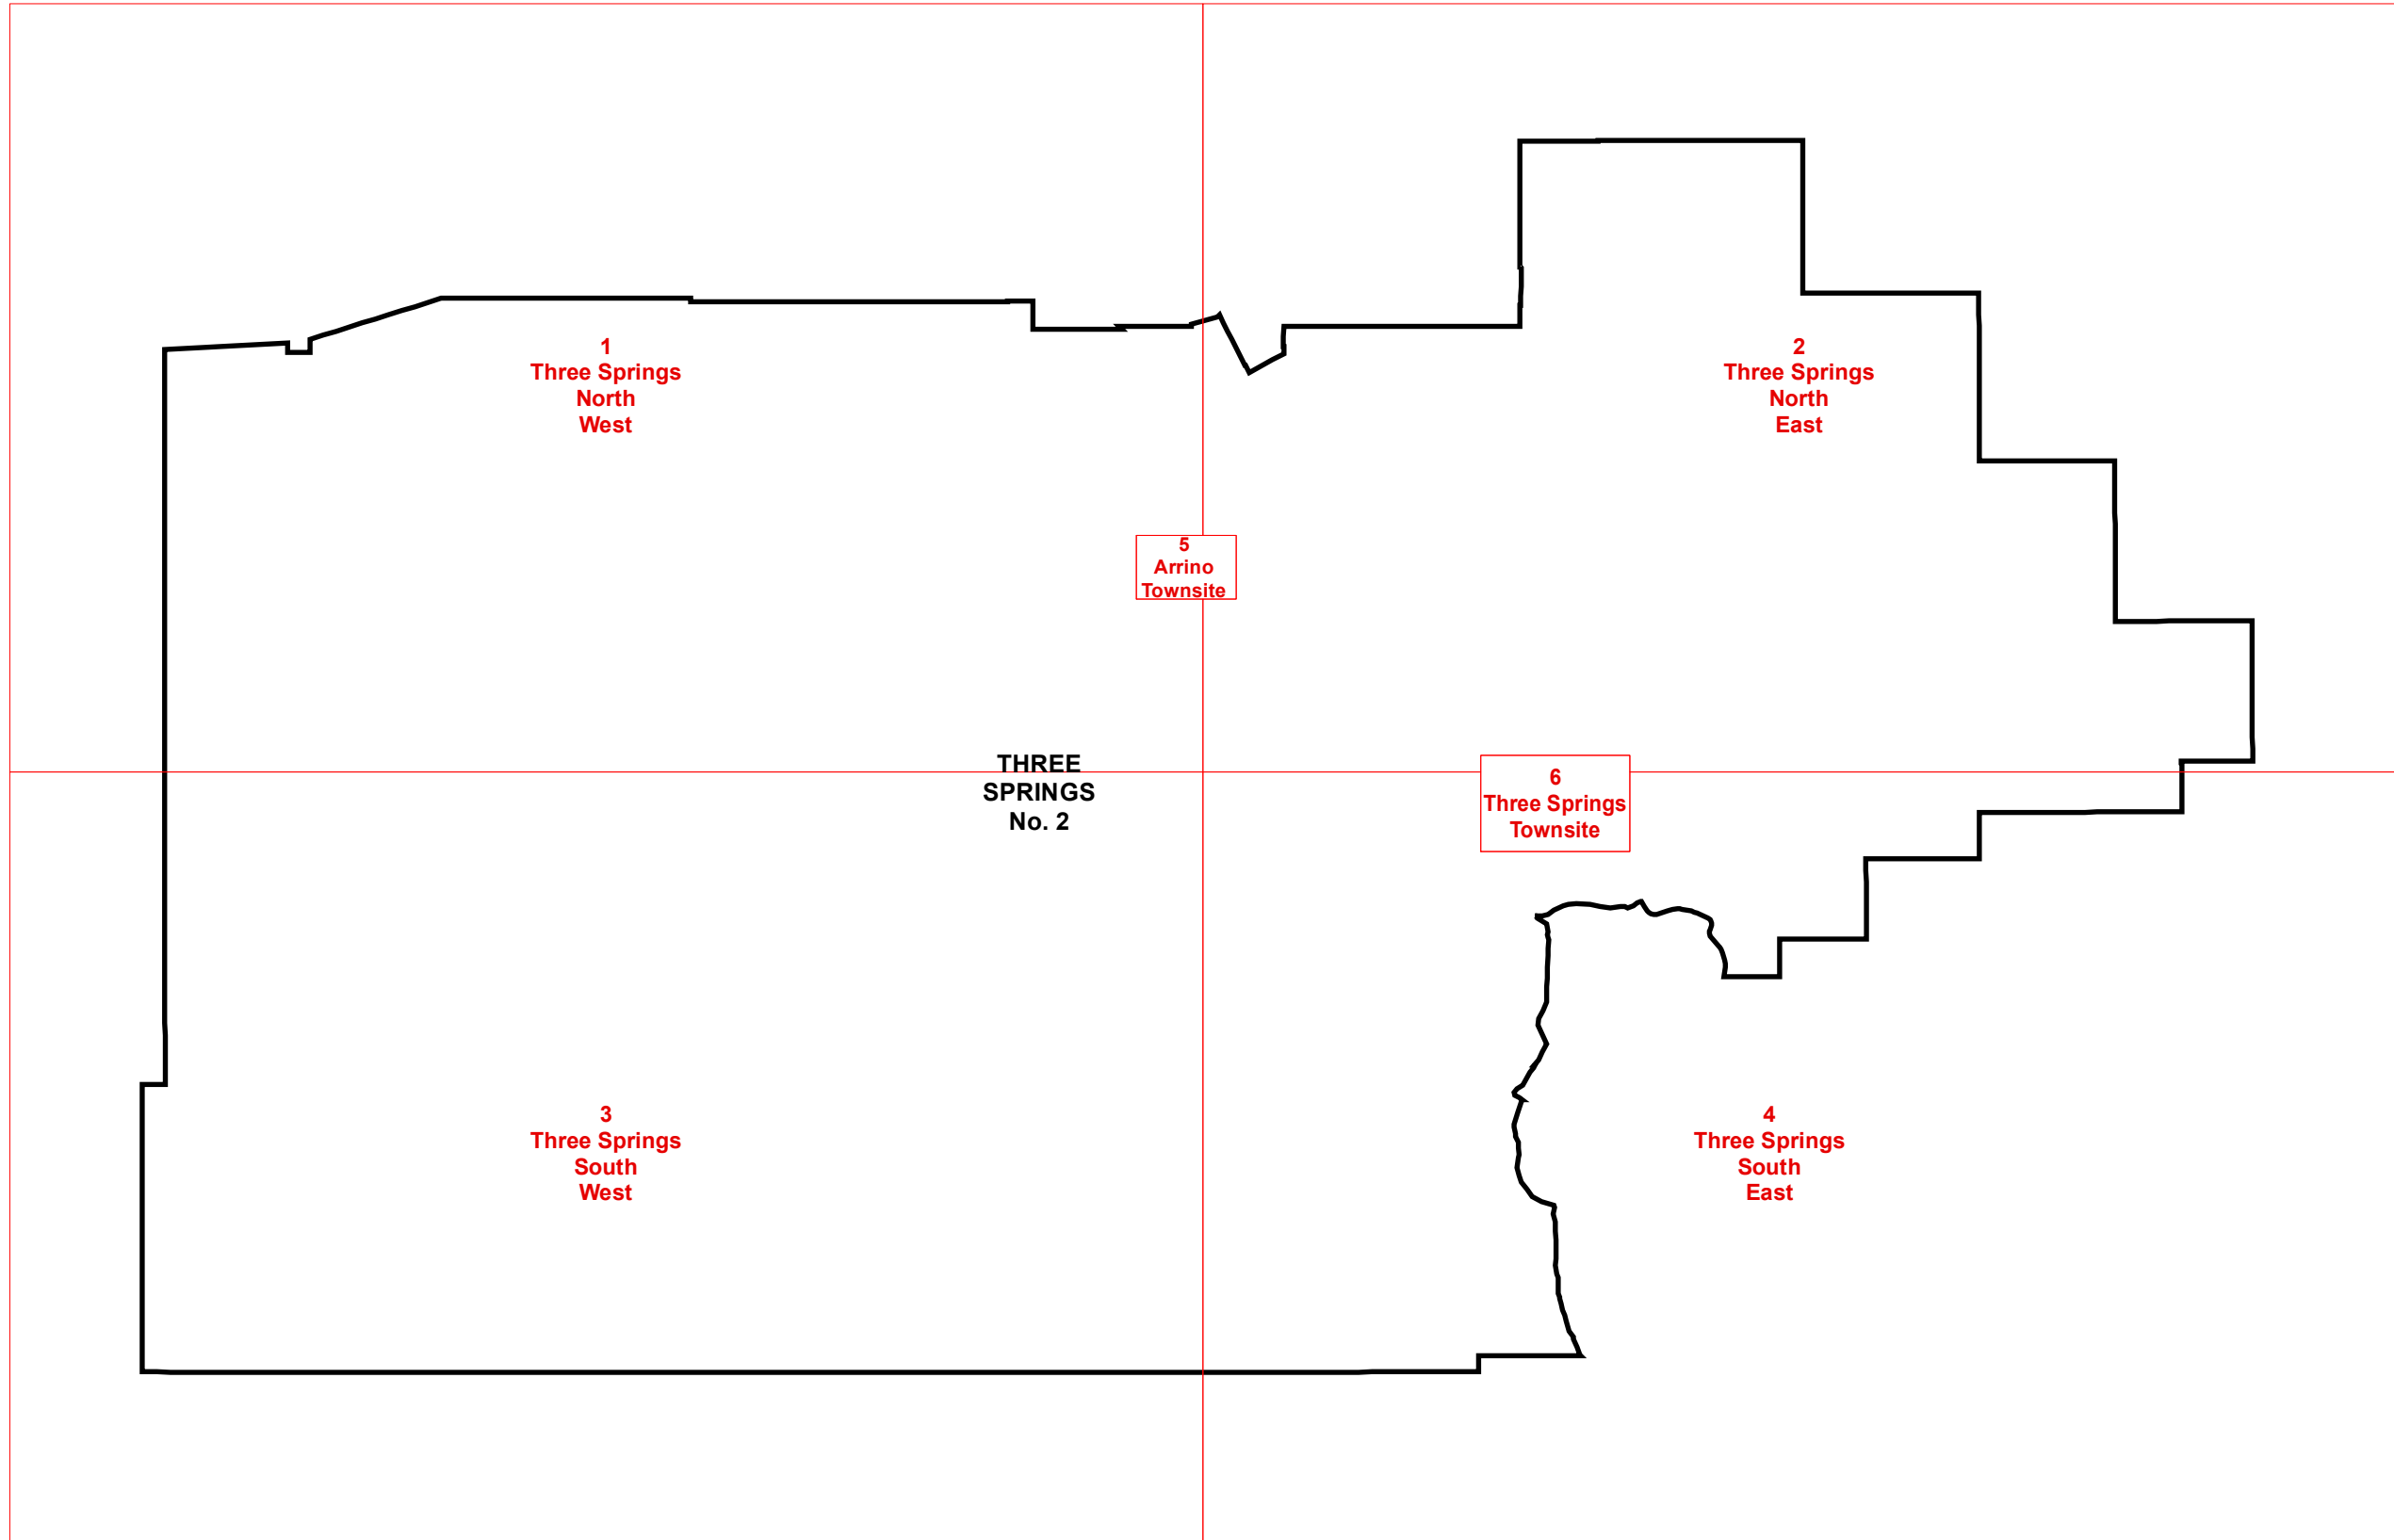 1
Three Springs
North
West
2
Three Springs
North
East
5
Arrino
Townsite
THREE
SPRINGS
No. 2
6
Three Springs
Townsite
3
Three Springs
South
West
4
Three Springs
South
East